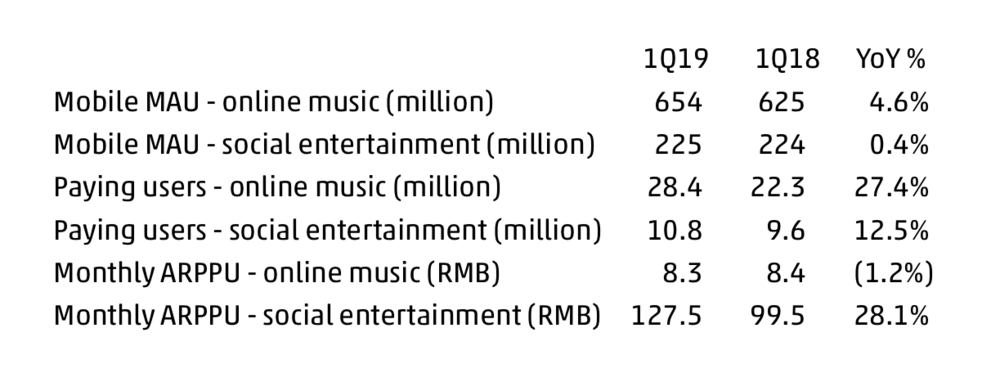 1Q19 1Q18 YoY %
Mobile MAU - online music (million) 654 625 4.6%
Mobile MAU - social entertainment (million) 225 224 0.4%
Paying users - online music (million) 28.4 22.3 27.4%
Paying users - social entertainment (million) 10.8 9.6 12.5%
Monthly ARPPU - online music (RMB) 8.3 8.4 (1.2%)
Monthly ARPPU - social entertainment (RMB) 127.5 99.5 28.1%